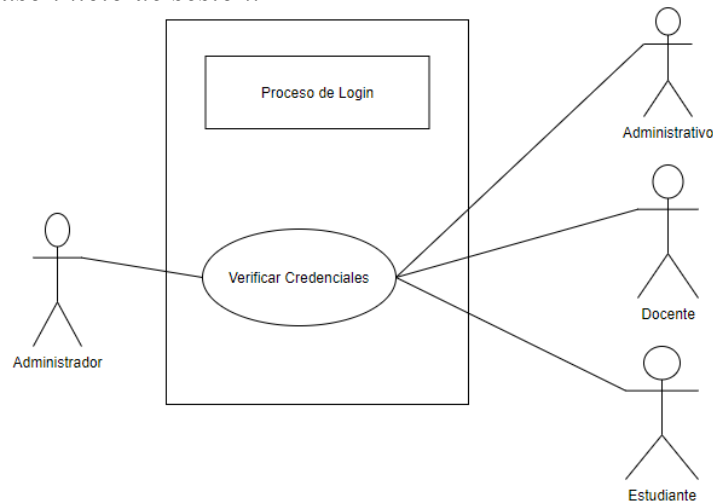 Proceso de Login
Administrativo
Verificar Credenciales
Docente
Administrador
Estudiante